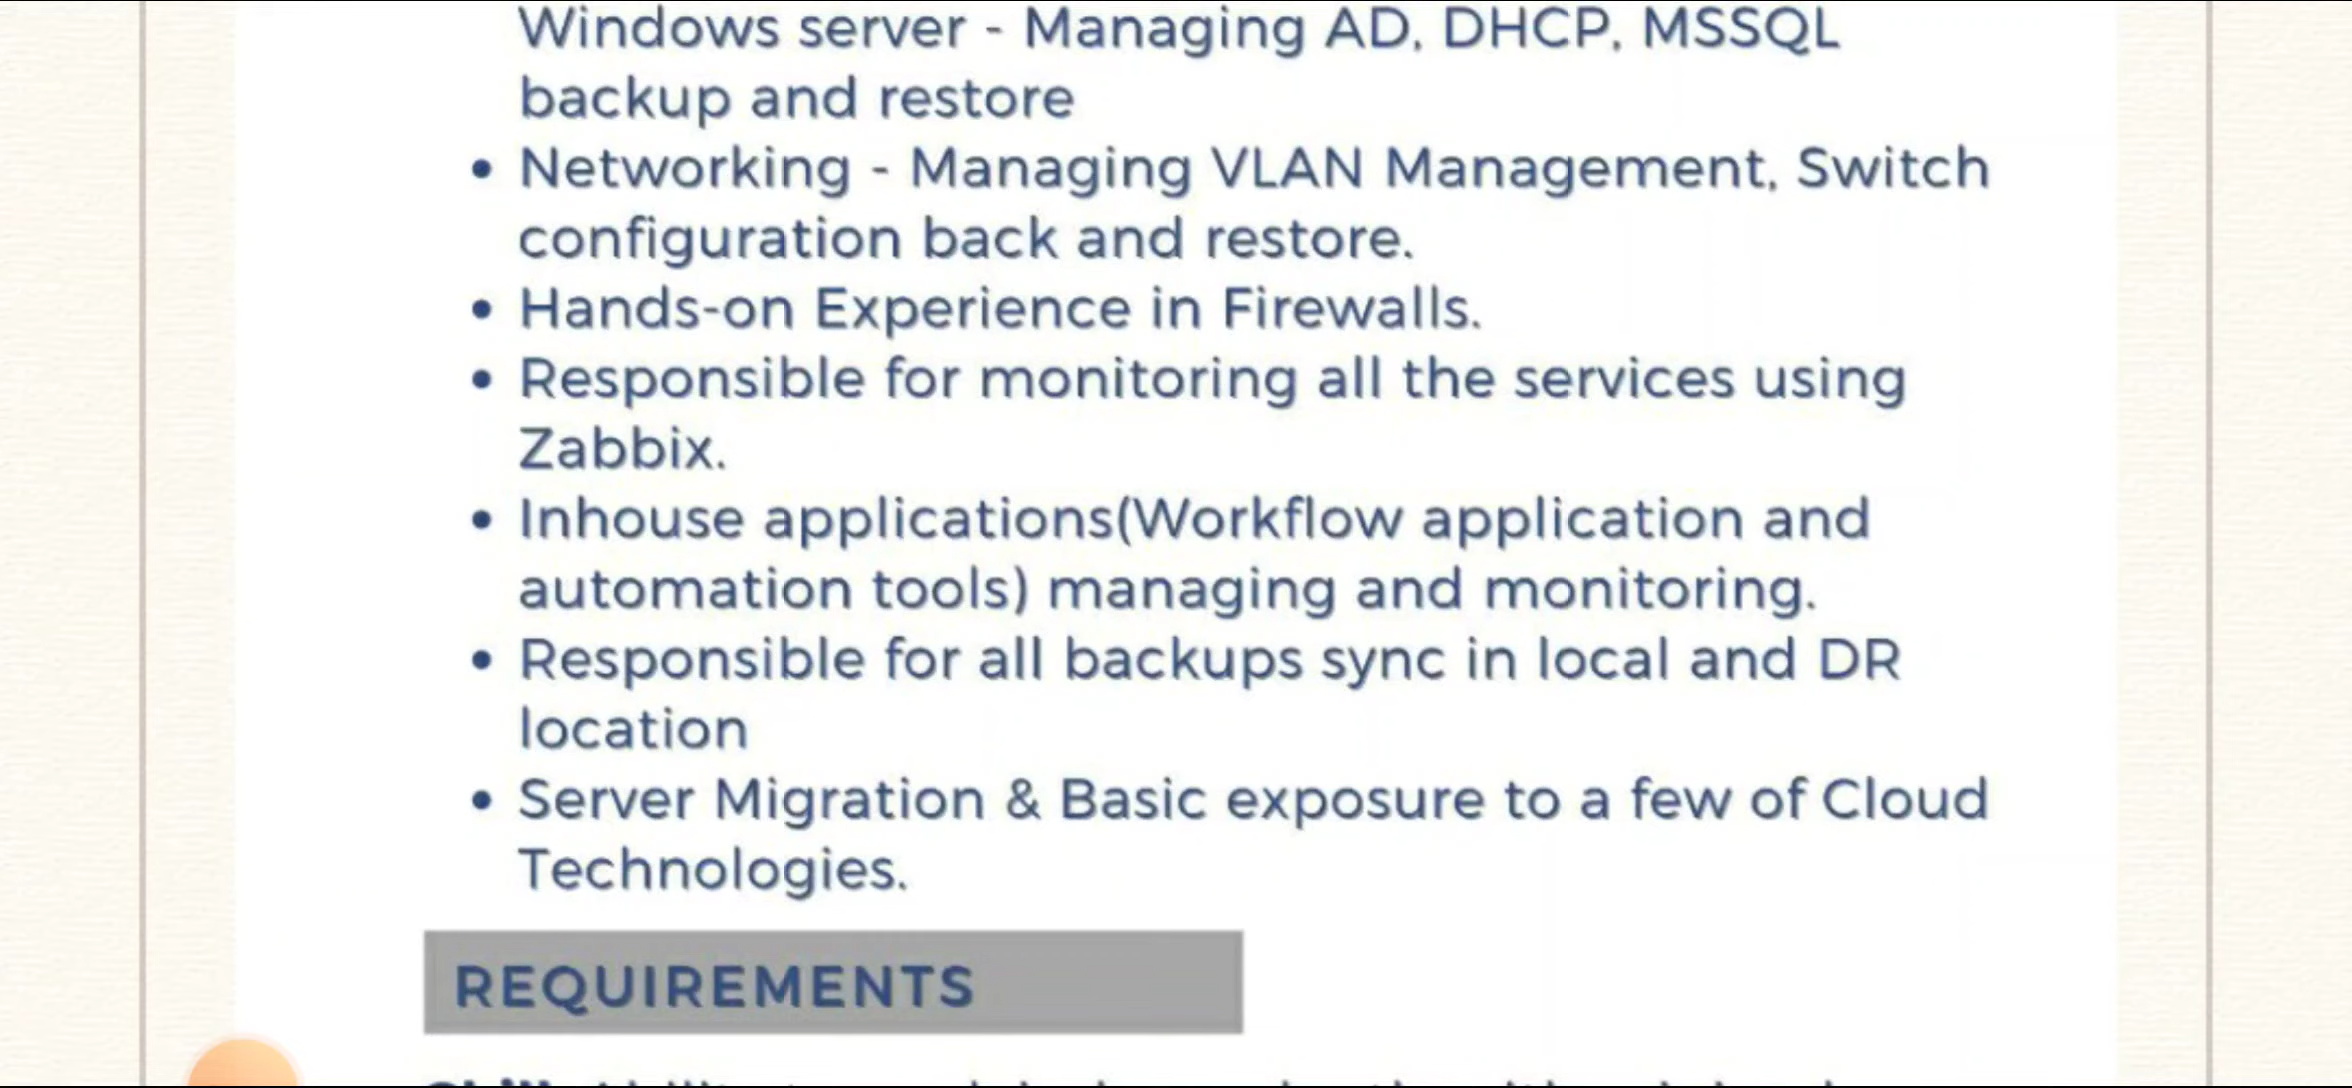 Windows server - Managing AD, DHCP, MSSQL
backup and restore
• Networking - Managing VLAN Management, Switch
configuration back and restore.
• Hands-on Experience in Firewalls.
• Responsible for monitoring all the services using
Zabbix.
• Inhouse applications(Workflow application and
automation tools) managing and monitoring.
• Responsible for all backups sync in local and DR
location
• Server Migration & Basic exposure to a few of Cloud
Technologies.
REQUIREMENTS